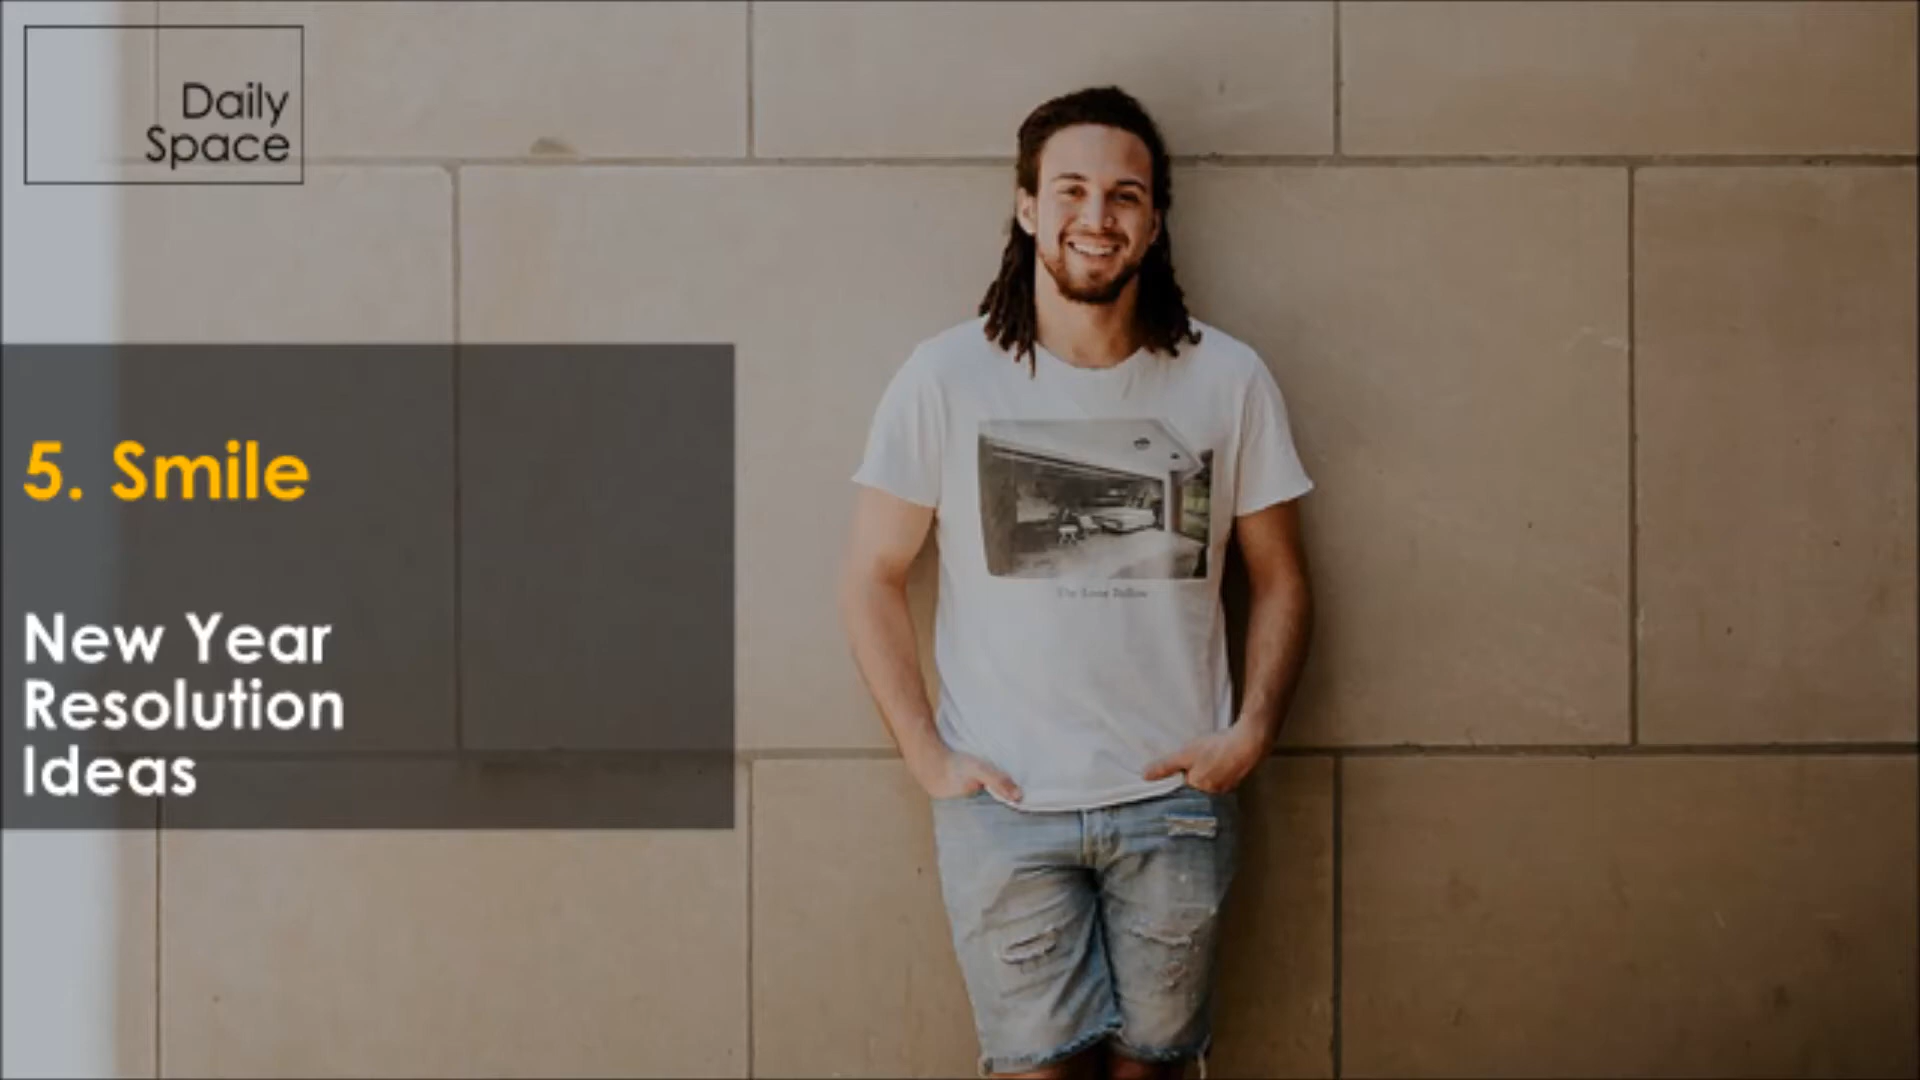 Daily
Space
5. Smile
New Year
Resolution
Ideas